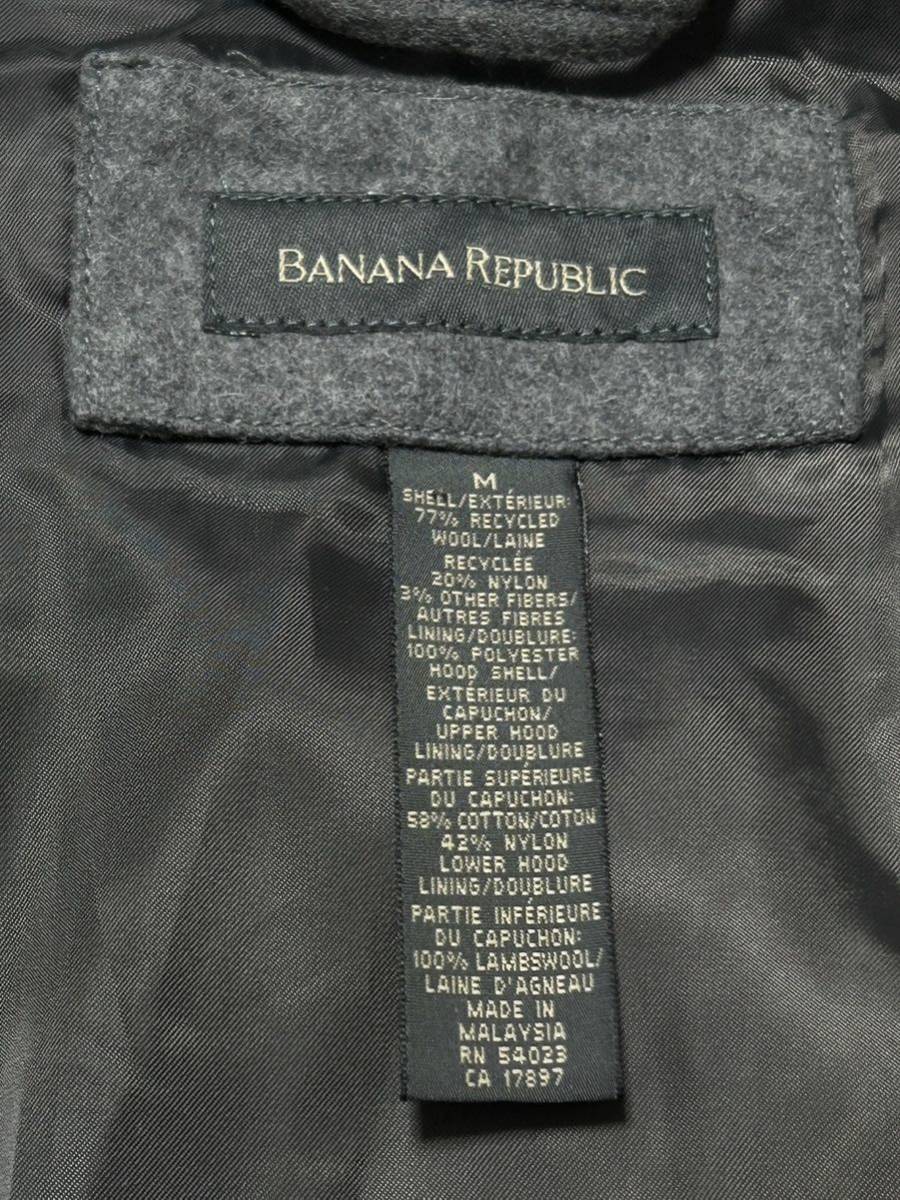 BANANA REPUBLIC
M
SHELL/EXTÉRIEUR:
77% RECYCLED
WOOL/LAINE
RECYCLÉE
20% NYLON
3% OTHER FIBERS/
AUTRES FIBRES
LINING/DOUBLURE:
100% POLYESTER
HOOD SHELL/
EXTÉRIEUR DU
CAPUCHON/
UPPER HOOD
LINING/DOUBLURE
PARTIE SUPÉRIEURE
DU CAPUCHON:
58% COTTON/COTON
42% NYLON
LOWER HOOD
LINING/DOUBLURE
PARTIE INFÉRIEURE
DU CAPUCHON:
100% LAMBSWOOL/
LAINE D'AGNEAU
MADE IN
MALAYSIA
RN 54023
CA 17897